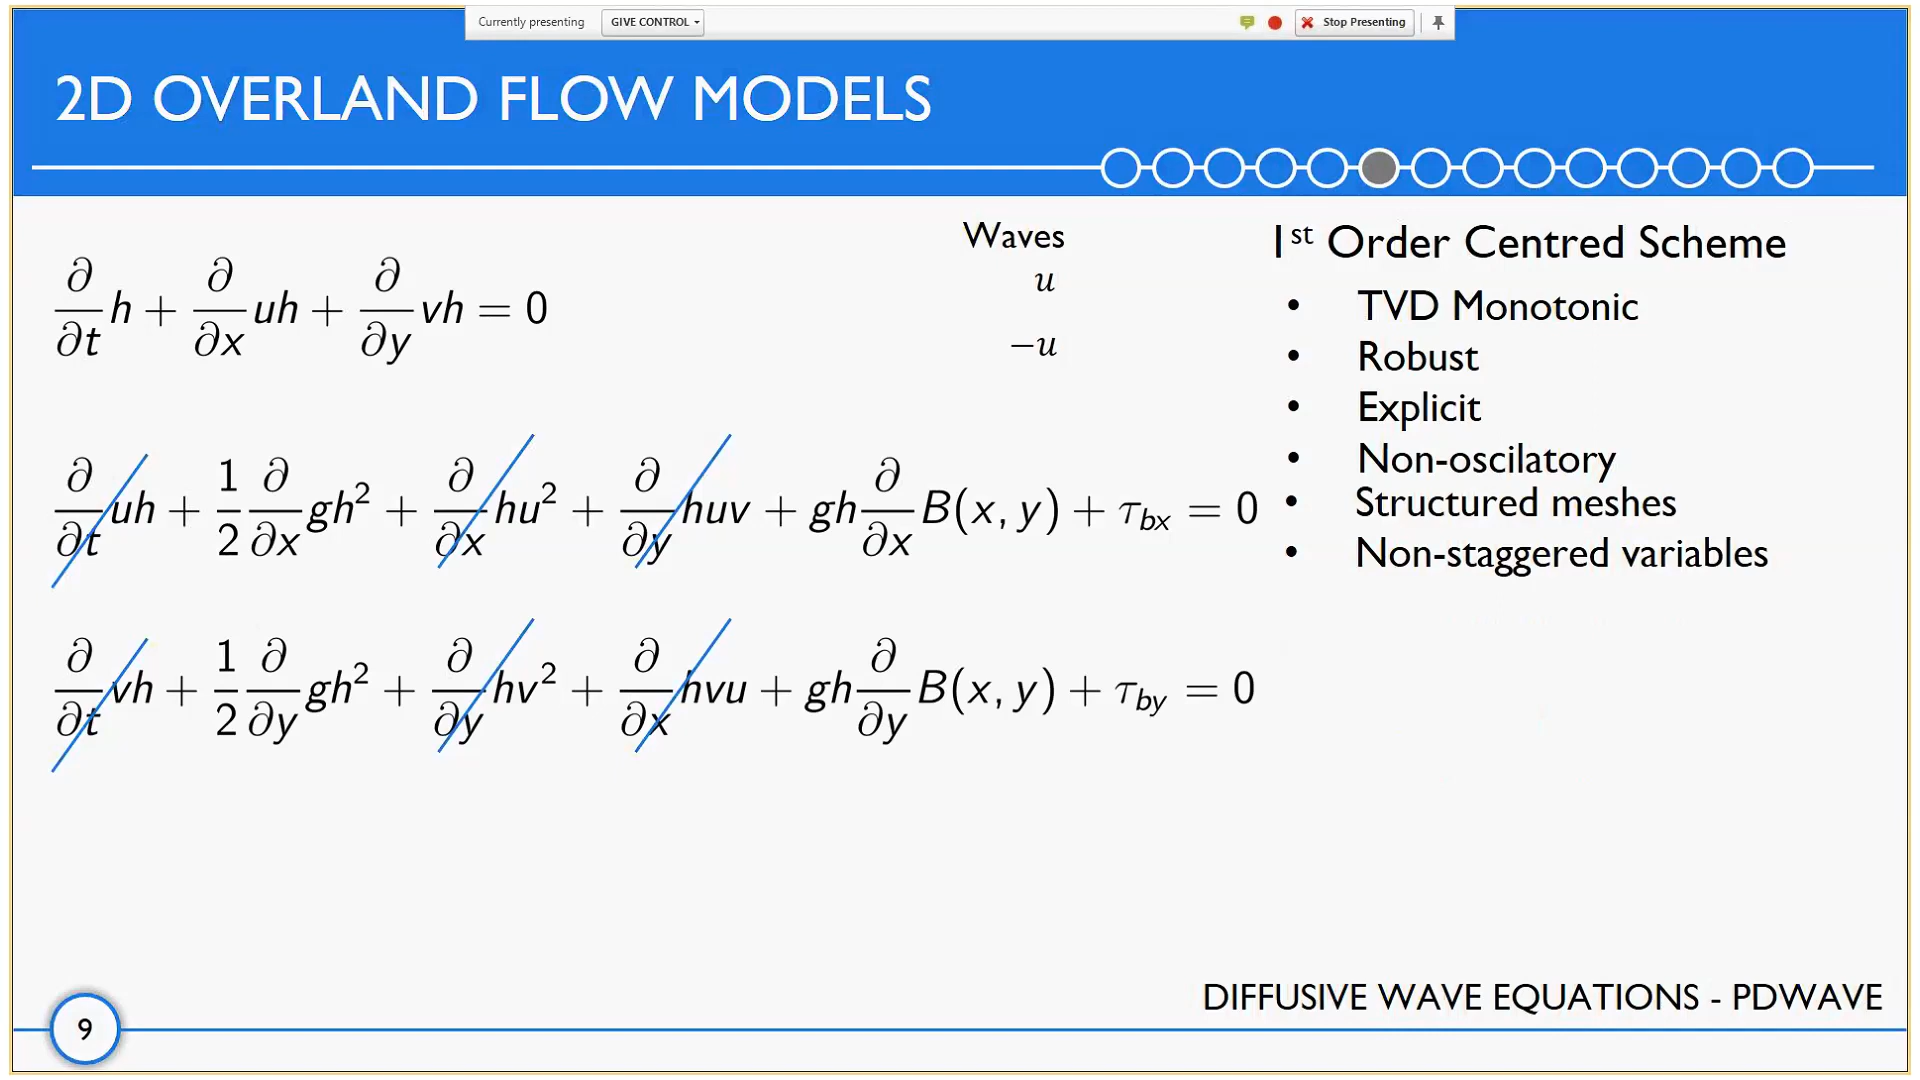 Currently presenting GIVE CONTROL Stop Presenting
2D OVERLAND FLOW MODELS
∂/∂t h + ∂/∂x uh + ∂/∂y vh = 0
Waves
u
−u
∂/∂t uh + 1/2 ∂/∂x gh² + ∂/∂x hu² + ∂/∂y huv + gh ∂/∂x B(x, y) + τbx = 0
∂/∂t vh + 1/2 ∂/∂y gh² + ∂/∂y hv² + ∂/∂x hvu + gh ∂/∂y B(x, y) + τby = 0
1st Order Centred Scheme
• TVD Monotonic
• Robust
• Explicit
• Non-oscilatory
• Structured meshes
• Non-staggered variables
DIFFUSIVE WAVE EQUATIONS - PDWAVE
9